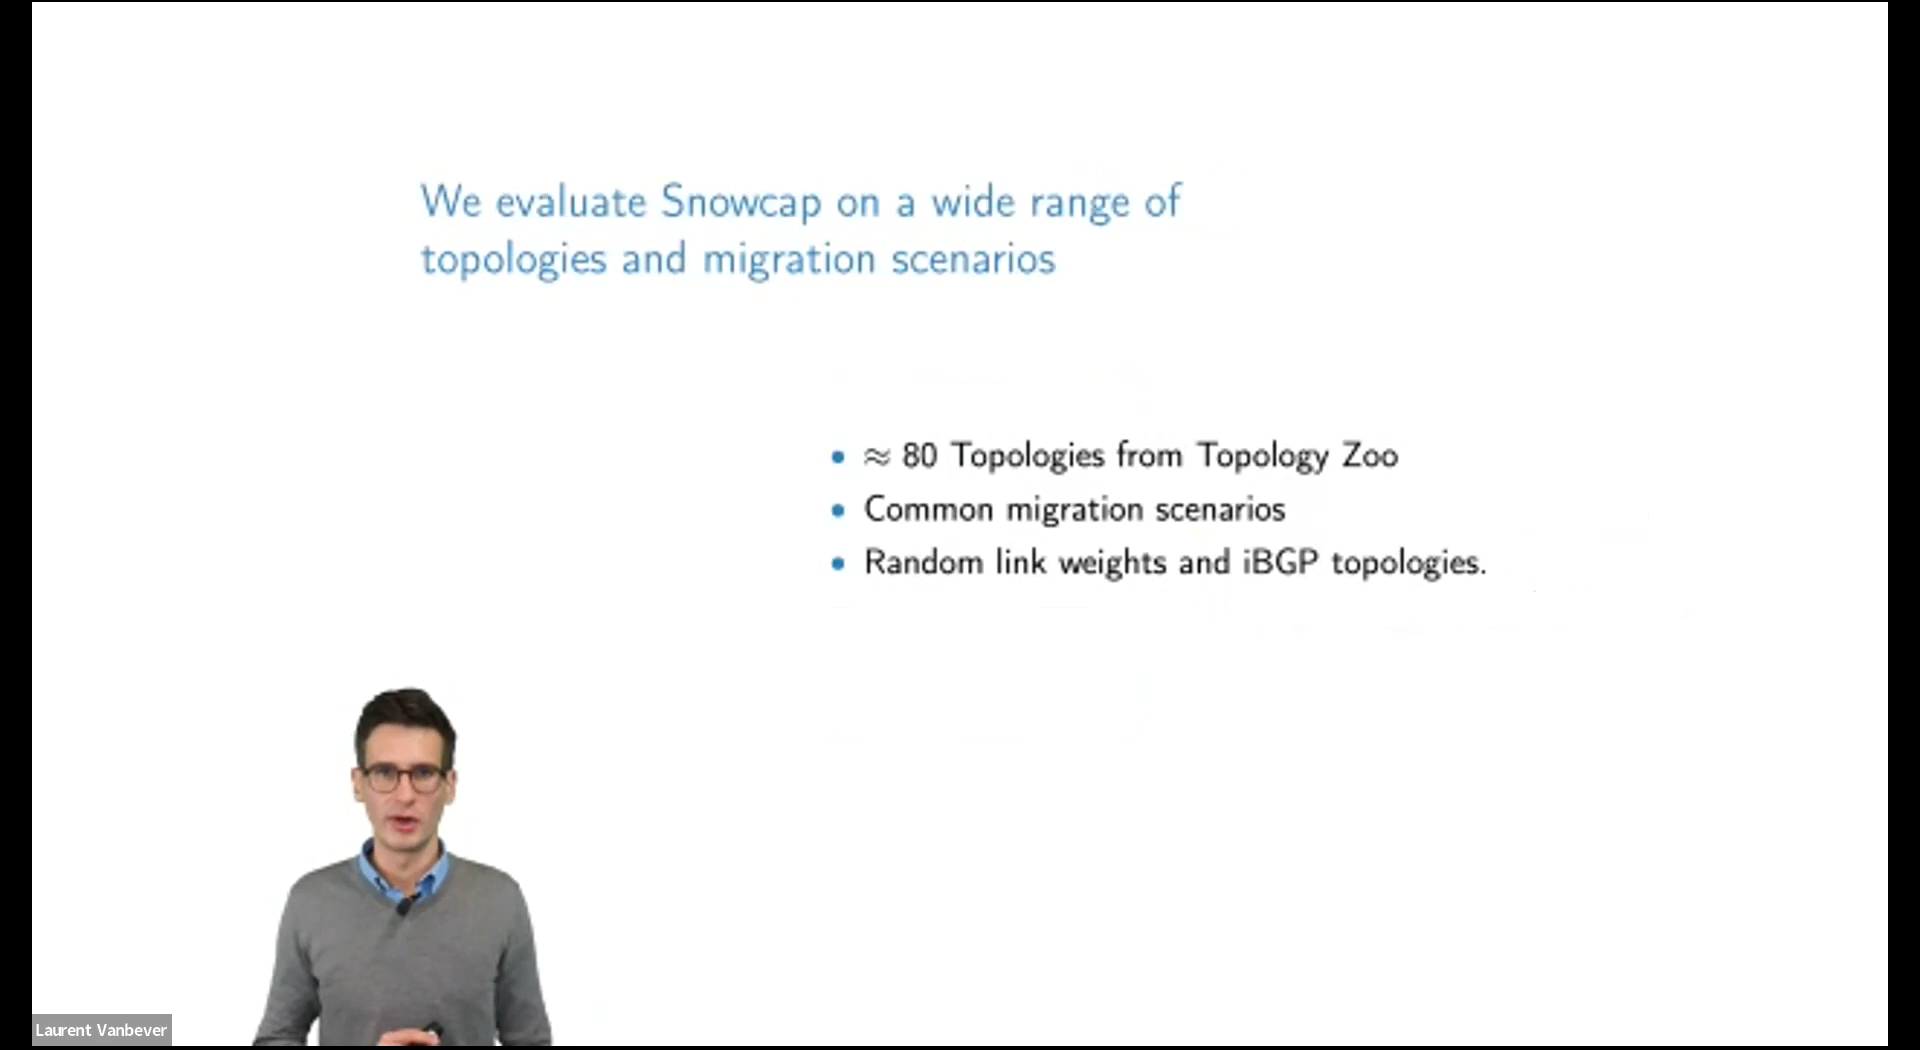 We evaluate Snowcap on a wide range of
topologies and migration scenarios
• ≈ 80 Topologies from Topology Zoo
• Common migration scenarios
• Random link weights and iBGP topologies.
Laurent Vanbever